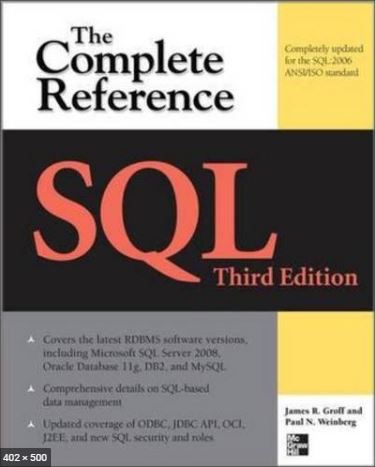 The
Complete
Reference
Completely updated
for the SQL:2006
ANSI/ISO standard
SQL
Third Edition
Covers the latest RDBMS software versions,
including Microsoft SQL Server 2008,
Oracle Database 11g, DB2, and MySQL
Comprehensive details on SQL-based
data management
Updated coverage of ODBC, JDBC API, OCI,
J2EE, and new SQL security and roles
James R. Groff and
Paul N. Weinberg
Mc
Graw
Hill
402 × 500